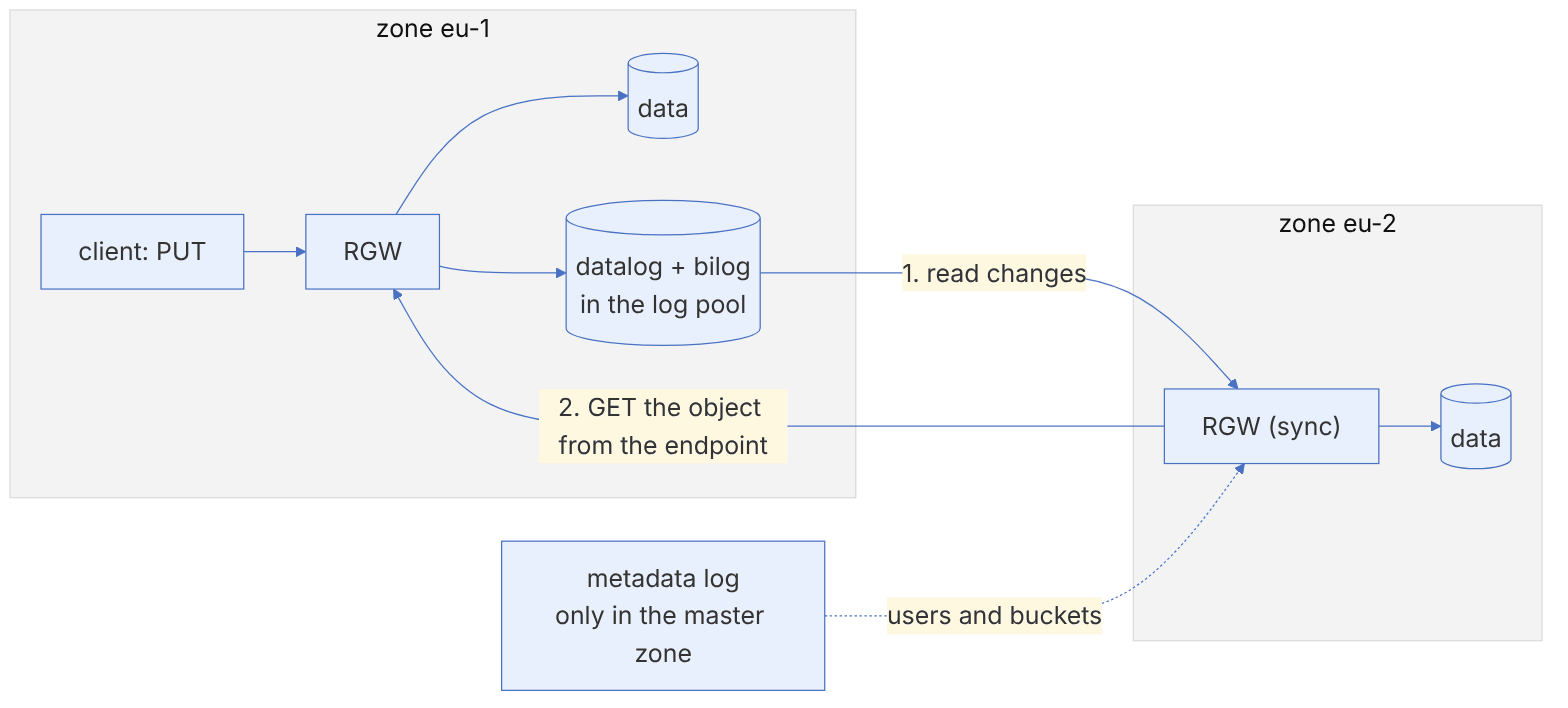 zone eu-1
data
client: PUT
RGW
datalog + bilog
in the log pool
1. read changes
2. GET the object
from the endpoint
zone eu-2
RGW (sync)
data
metadata log
only in the master
zone
users and buckets